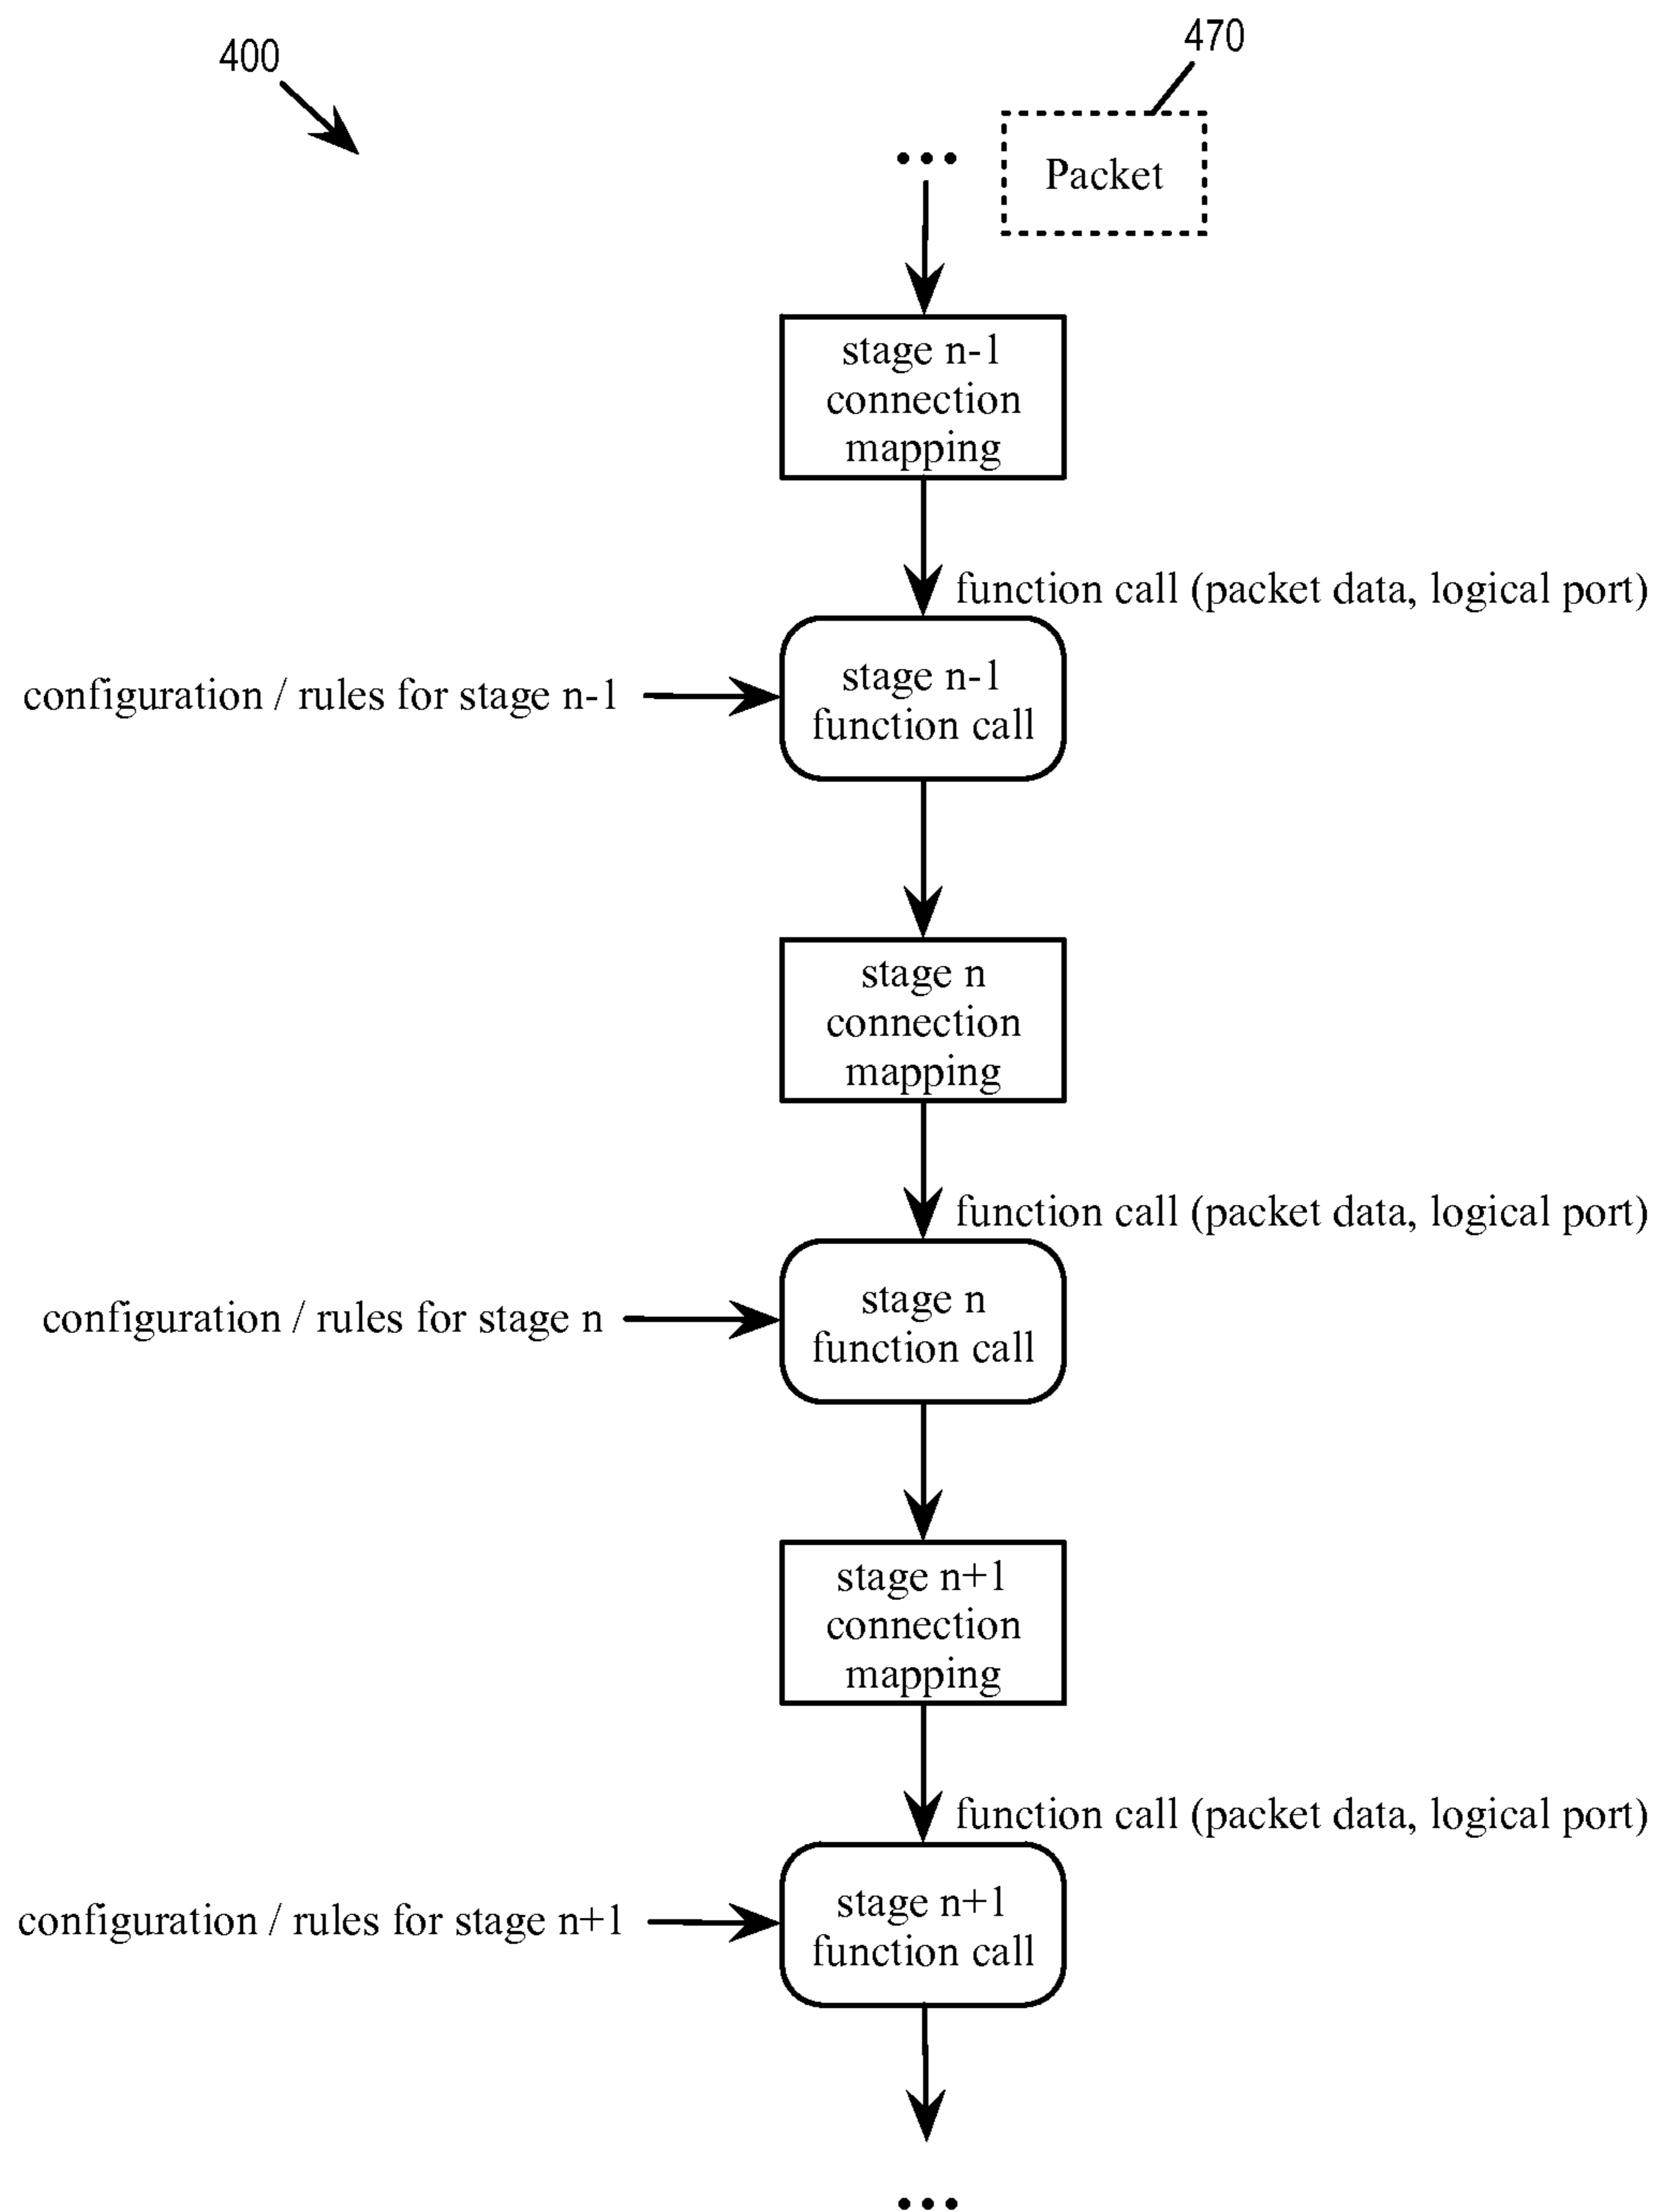 400
470
...
Packet
stage n-1
connection
mapping
function call (packet data, logical port)
configuration / rules for stage n-1
stage n-1
function call
stage n
connection
mapping
function call (packet data, logical port)
configuration / rules for stage n
stage n
function call
stage n+1
connection
mapping
function call (packet data, logical port)
configuration / rules for stage n+1
stage n+1
function call
...